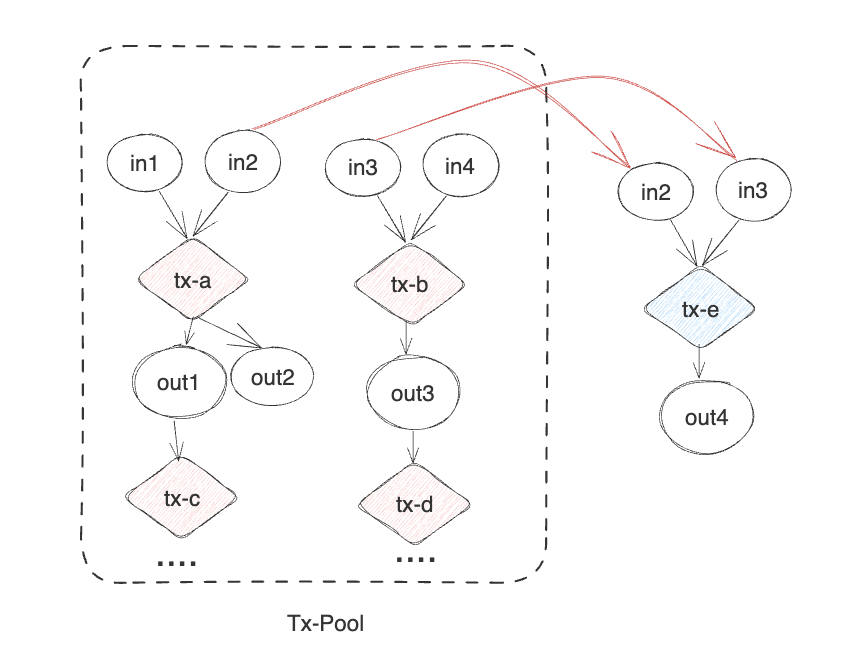 in1
in2
in3
in4
in2
in3
tx-a
tx-b
tx-e
out1
out2
out3
out4
tx-c
tx-d
....
....
Tx-Pool